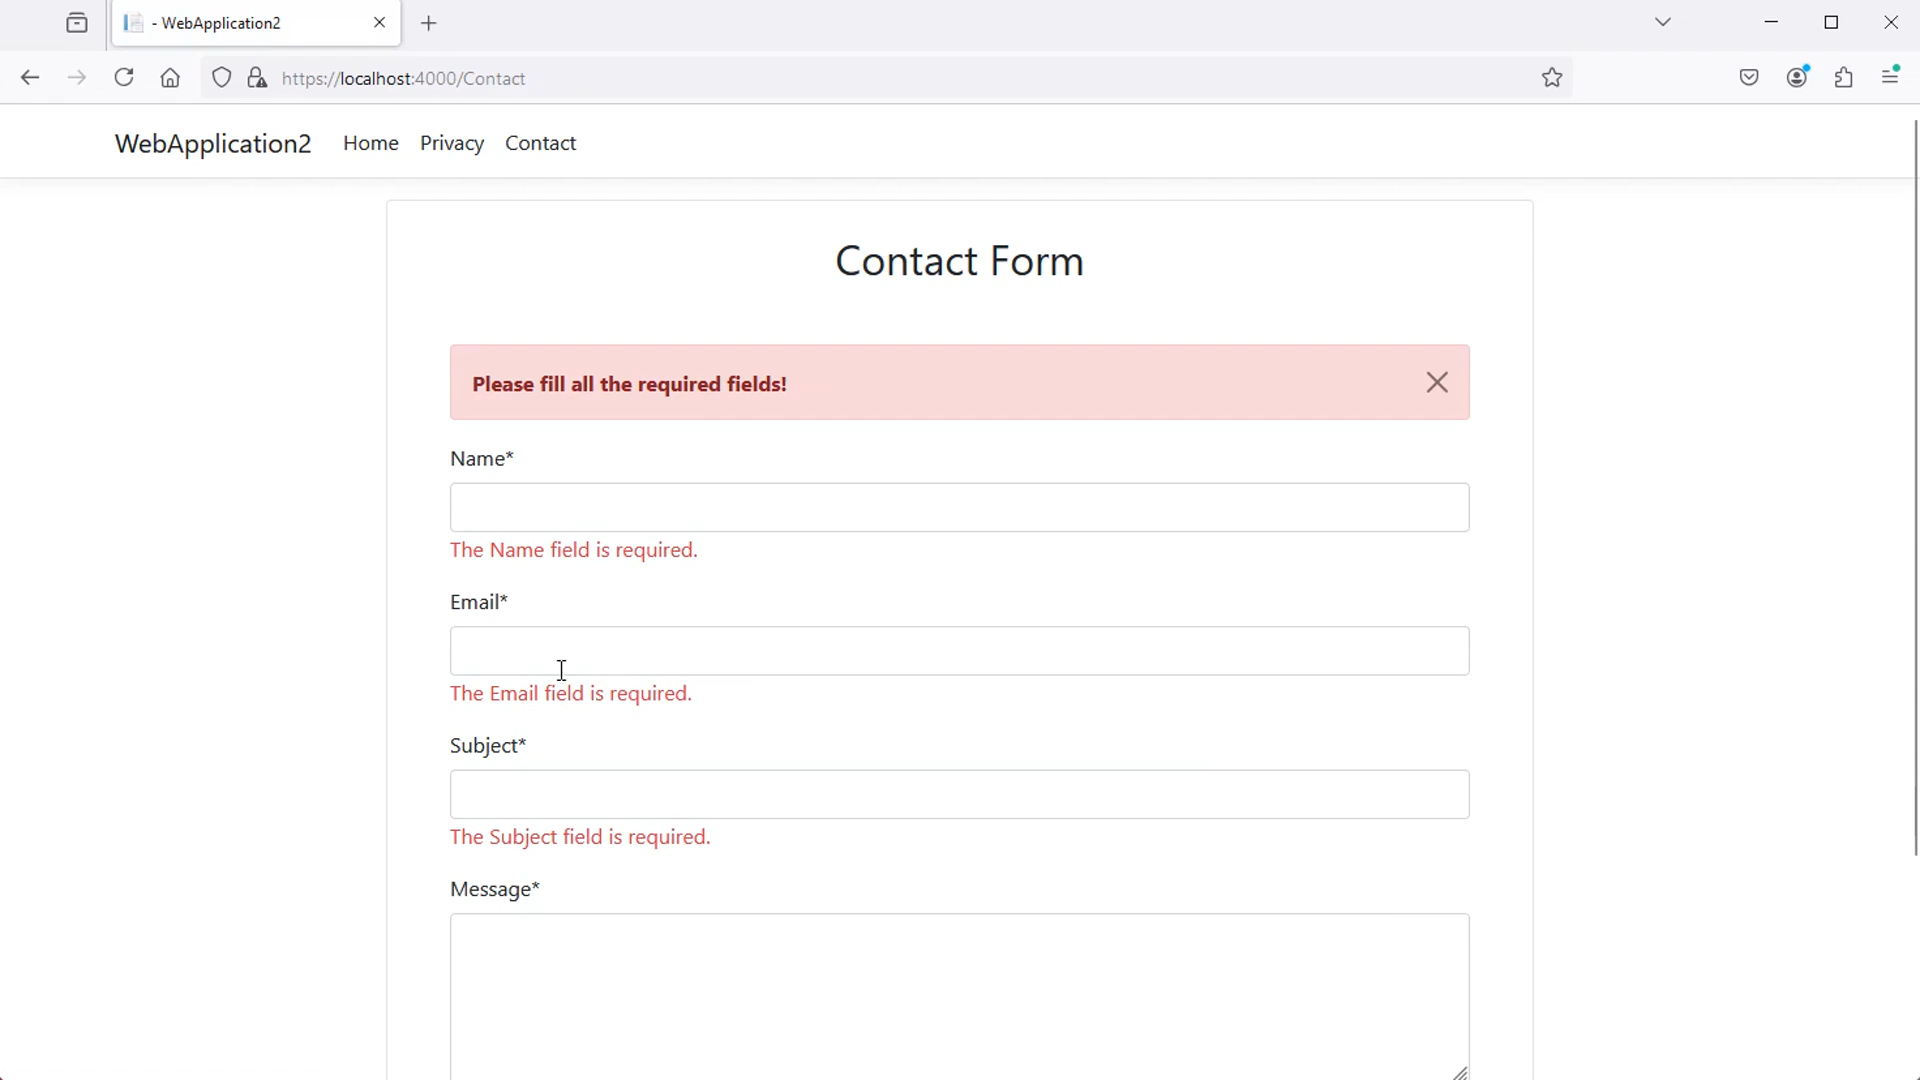 - WebApplication2
https://localhost:4000/Contact
WebApplication2 Home Privacy Contact
Contact Form
Please fill all the required fields!
Name*
The Name field is required.
Email*
The Email field is required.
Subject*
The Subject field is required.
Message*